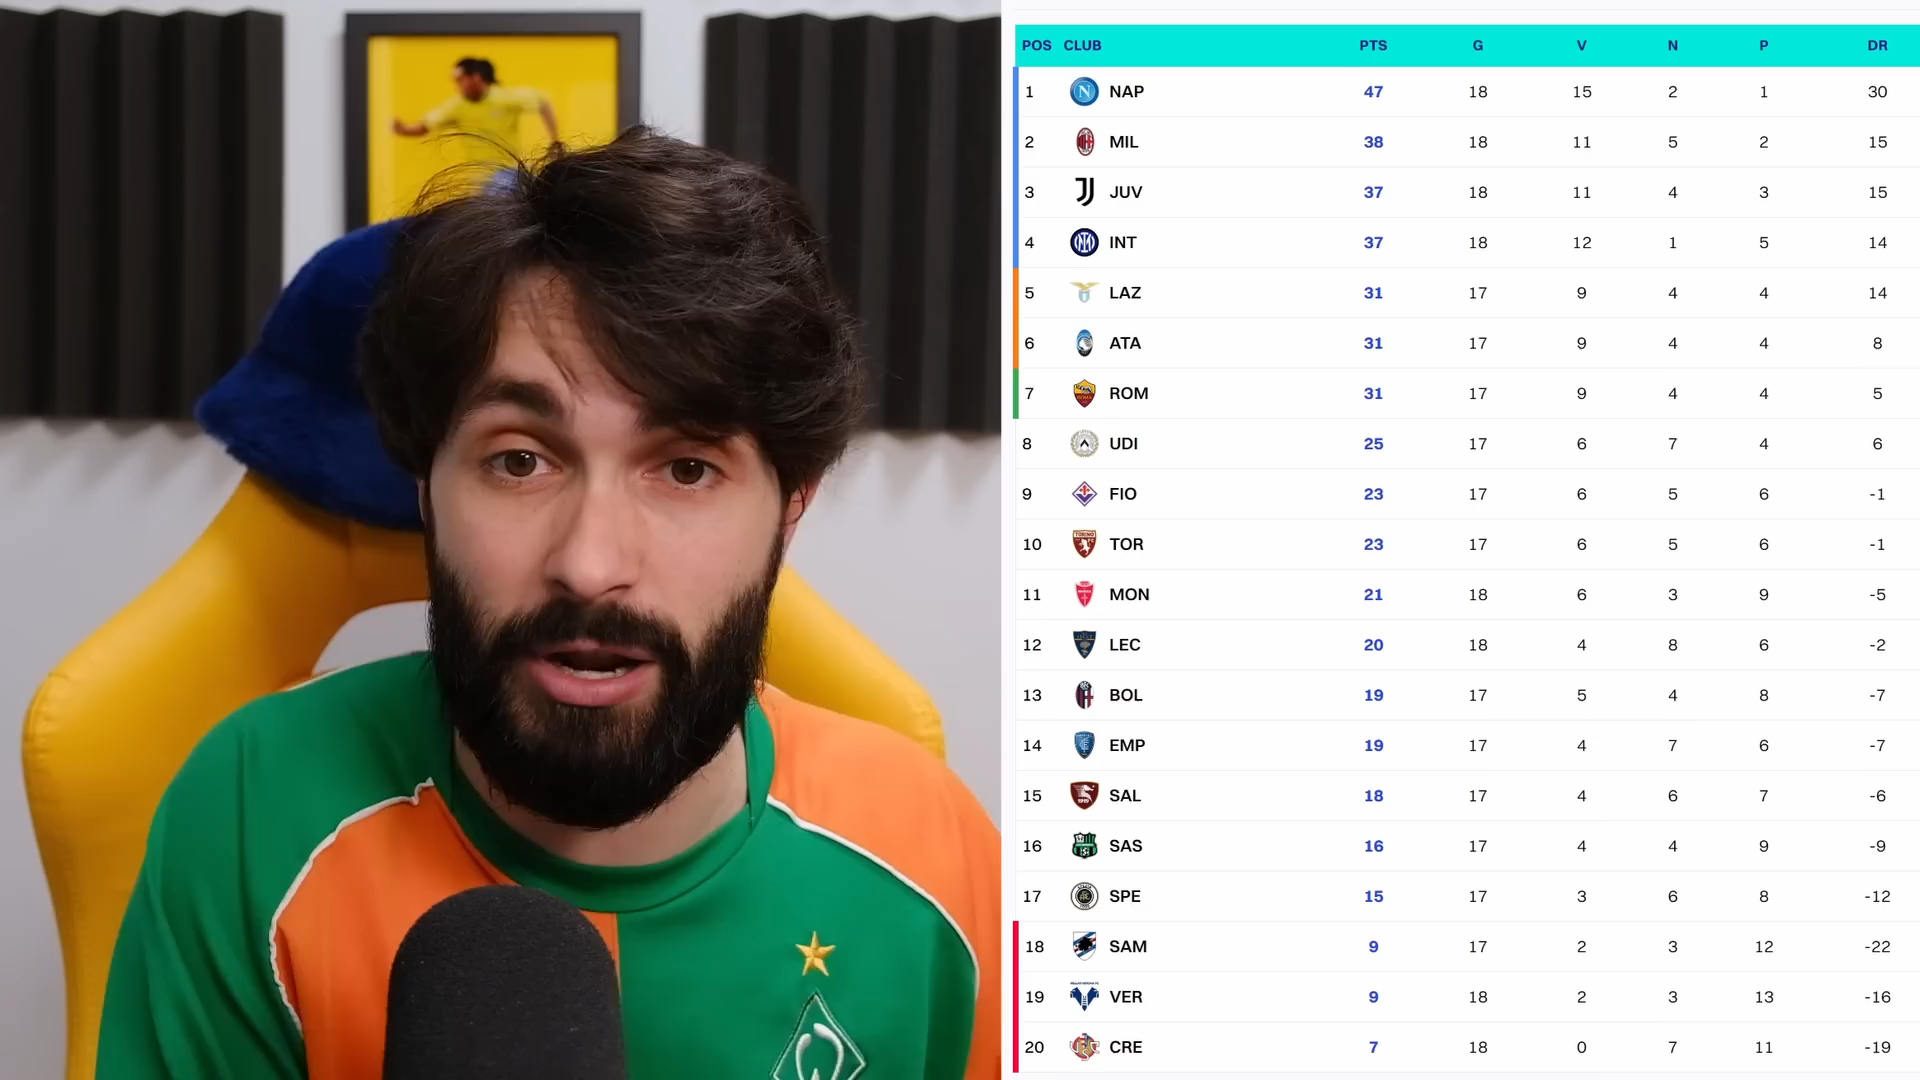 POS CLUB PTS G V N P DR
1 NAP 47 18 15 2 1 30
2 MIL 38 18 11 5 2 15
3 JUV 37 18 11 4 3 15
4 INT 37 18 12 1 5 14
5 LAZ 31 17 9 4 4 14
6 ATA 31 17 9 4 4 8
7 ROM 31 17 9 4 4 5
8 UDI 25 17 6 7 4 6
9 FIO 23 17 6 5 6 -1
10 TOR 23 17 6 5 6 -1
11 MON 21 18 6 3 9 -5
12 LEC 20 18 4 8 6 -2
13 BOL 19 17 5 4 8 -7
14 EMP 19 17 4 7 6 -7
15 SAL 18 17 4 6 7 -6
16 SAS 16 17 4 4 9 -9
17 SPE 15 17 3 6 8 -12
18 SAM 9 17 2 3 12 -22
19 VER 9 18 2 3 13 -16
20 CRE 7 18 0 7 11 -19